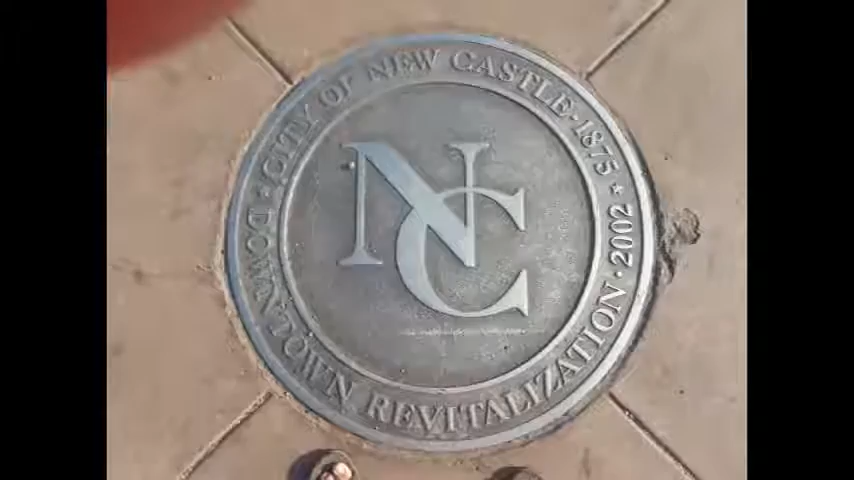 CITY OF NEW CASTLE · 1875 *
DOWNTOWN REVITALIZATION · 2002
NC